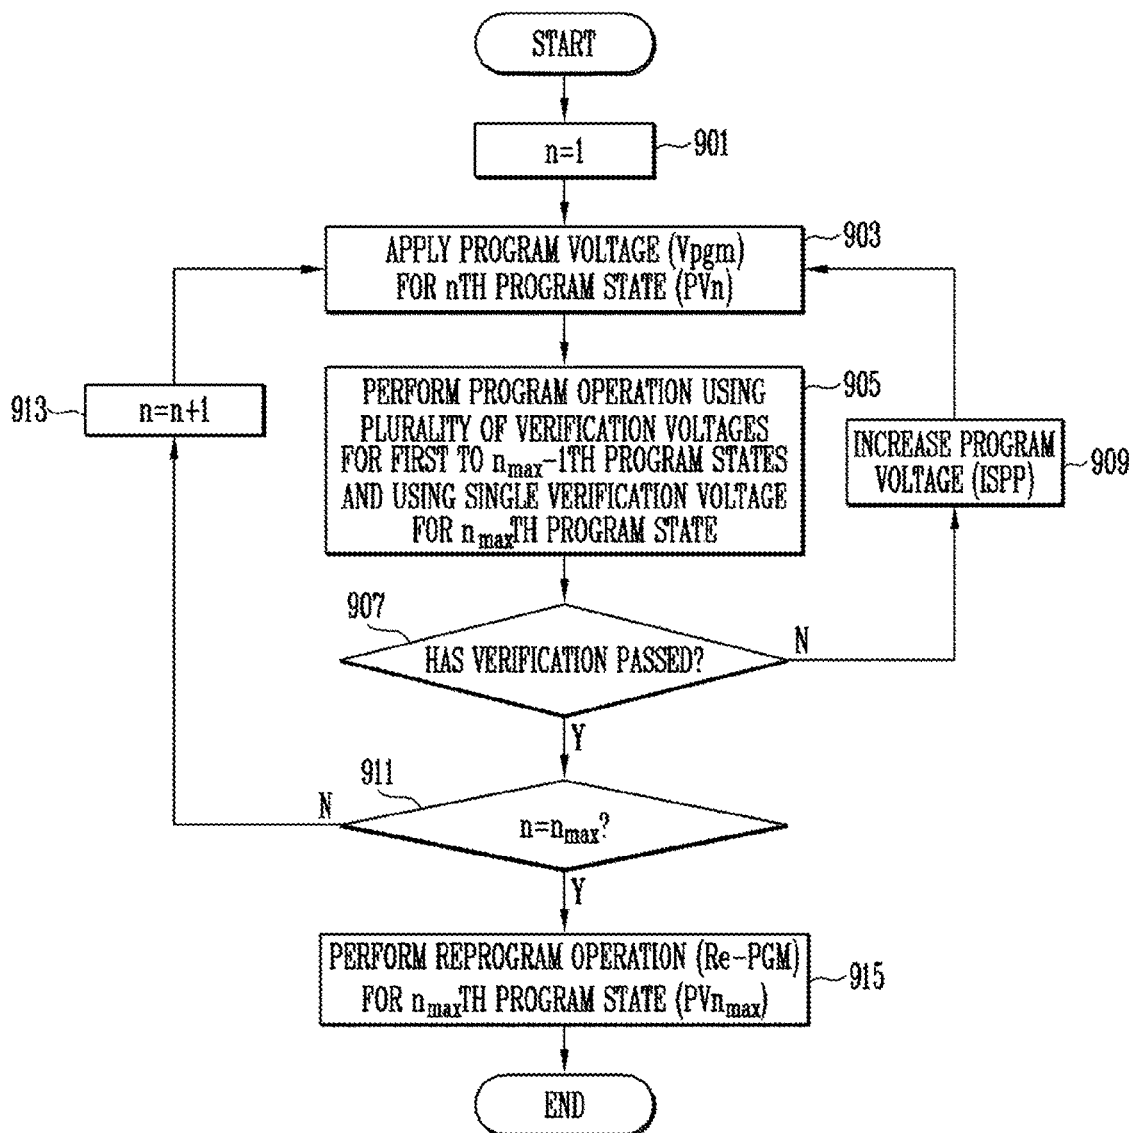 START
n=1
901
APPLY PROGRAM VOLTAGE (Vpgm)
FOR nTH PROGRAM STATE (PVn)
903
PERFORM PROGRAM OPERATION USING
PLURALITY OF VERIFICATION VOLTAGES
FOR FIRST TO nmax-1TH PROGRAM STATES
AND USING SINGLE VERIFICATION VOLTAGE
FOR nmaxTH PROGRAM STATE
905
913
n=n+1
INCREASE PROGRAM
VOLTAGE (ISPP)
909
907
HAS VERIFICATION PASSED?
N
Y
911
n=nmax?
N
Y
PERFORM REPROGRAM OPERATION (Re-PGM)
FOR nmaxTH PROGRAM STATE (PVnmax)
915
END